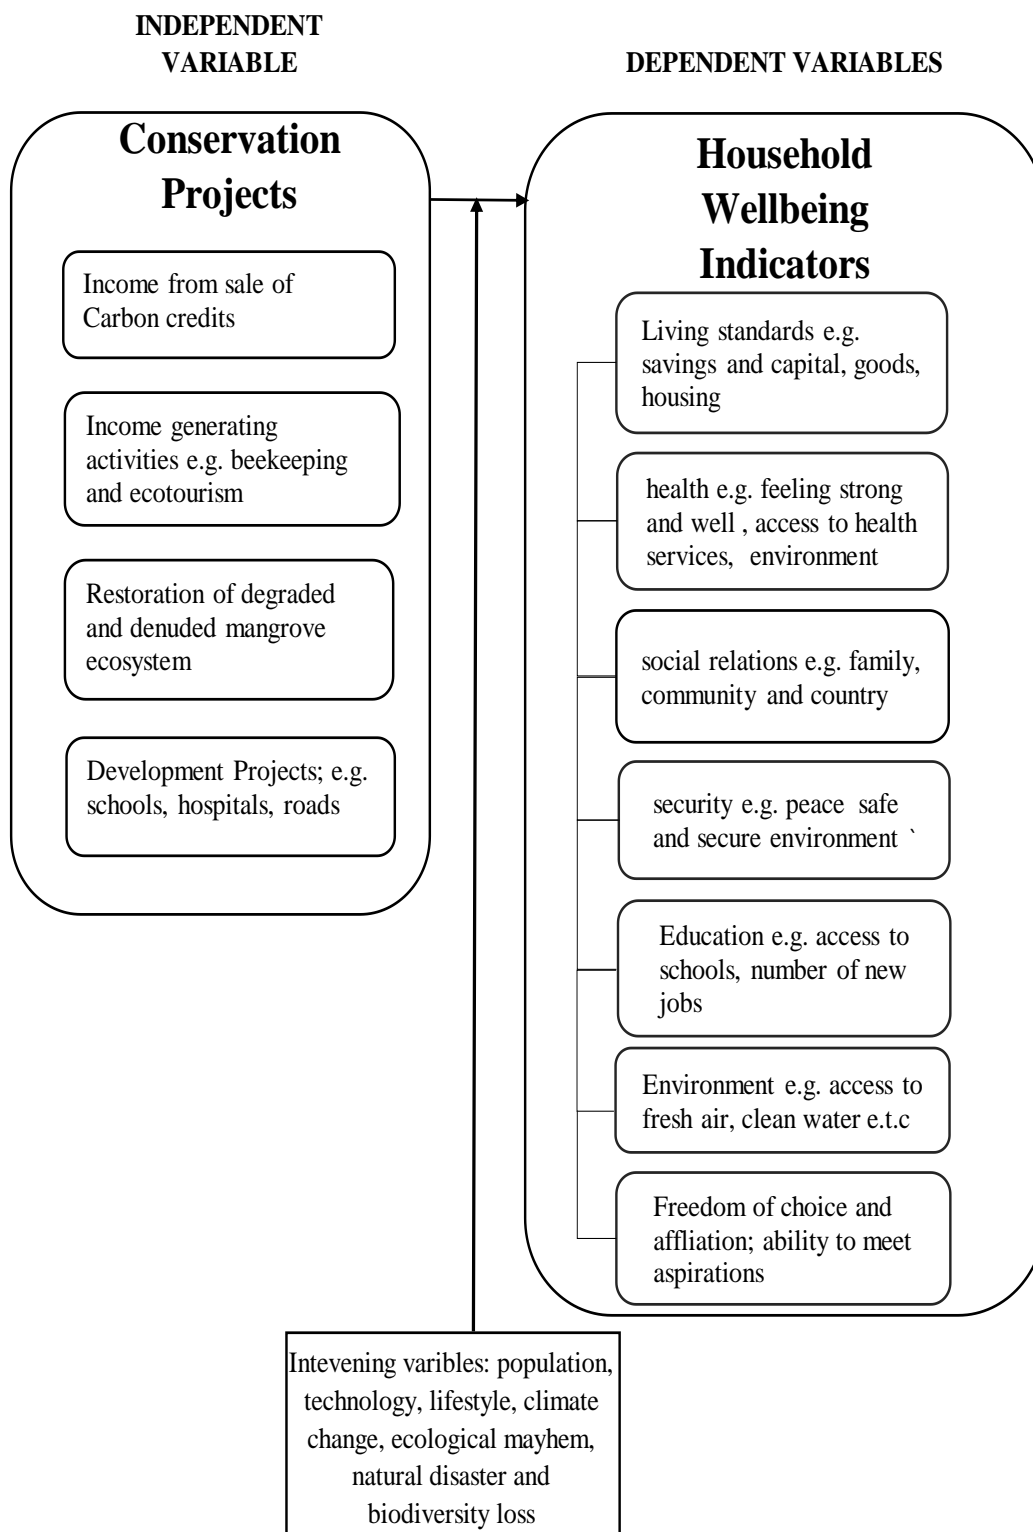 INDEPENDENT
VARIABLE
Conservation
Projects
Income from sale of
Carbon credits
Income generating
activities e.g. beekeeping
and ecotourism
Restoration of degraded
and denuded mangrove
ecosystem
Development Projects; e.g.
schools, hospitals, roads
DEPENDENT VARIABLES
Household
Wellbeing
Indicators
Living standards e.g.
savings and capital, goods,
housing
health e.g. feeling strong
and well , access to health
services, environment
social relations e.g. family,
community and country
security e.g. peace safe
and secure environment `
Education e.g. access to
schools, number of new
jobs
Environment e.g. access to
fresh air, clean water e.t.c
Freedom of choice and
affliation; ability to meet
aspirations
Intevening varibles: population,
technology, lifestyle, climate
change, ecological mayhem,
natural disaster and
biodiversity loss